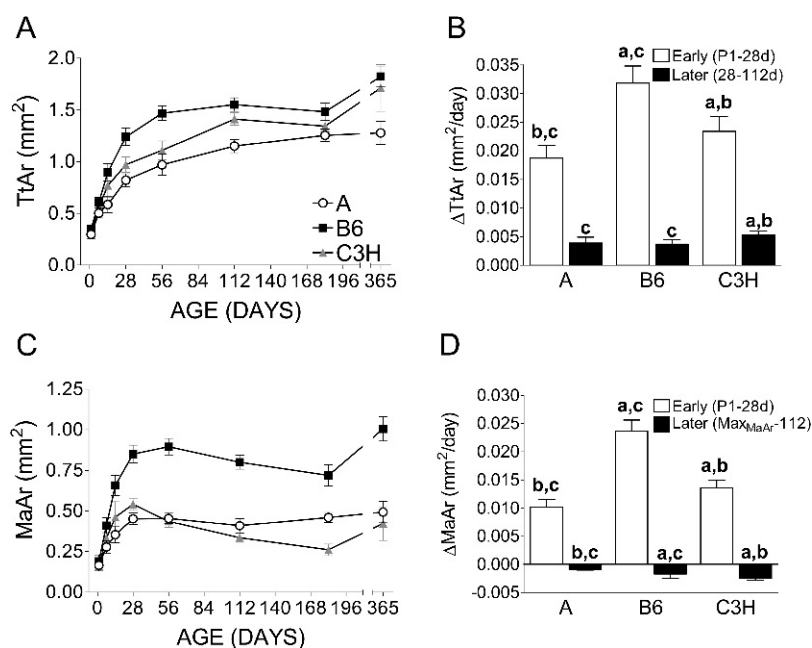 A
TtAr (mm²)
2.0
1.5
1.0
0.5
0.0
A
B6
C3H
0 28 56 84 112 140 168 196 365
AGE (DAYS)
B
ΔTtAr (mm²/day)
0.035
0.030
0.025
0.020
0.015
0.010
0.005
0.000
Early (P1-28d)
Later (28-112d)
b,c
c
a,c
c
a,b
a,b
A B6 C3H
C
MaAr (mm²)
1.25
1.00
0.75
0.50
0.25
0.00
0 28 56 84 112 140 168 196 365
AGE (DAYS)
D
ΔMaAr (mm²/day)
0.030
0.025
0.020
0.015
0.010
0.005
0.000
-0.005
Early (P1-28d)
Later (MaxMaAr-112)
b,c
b,c
a,c
a,c
a,b
a,b
A B6 C3H